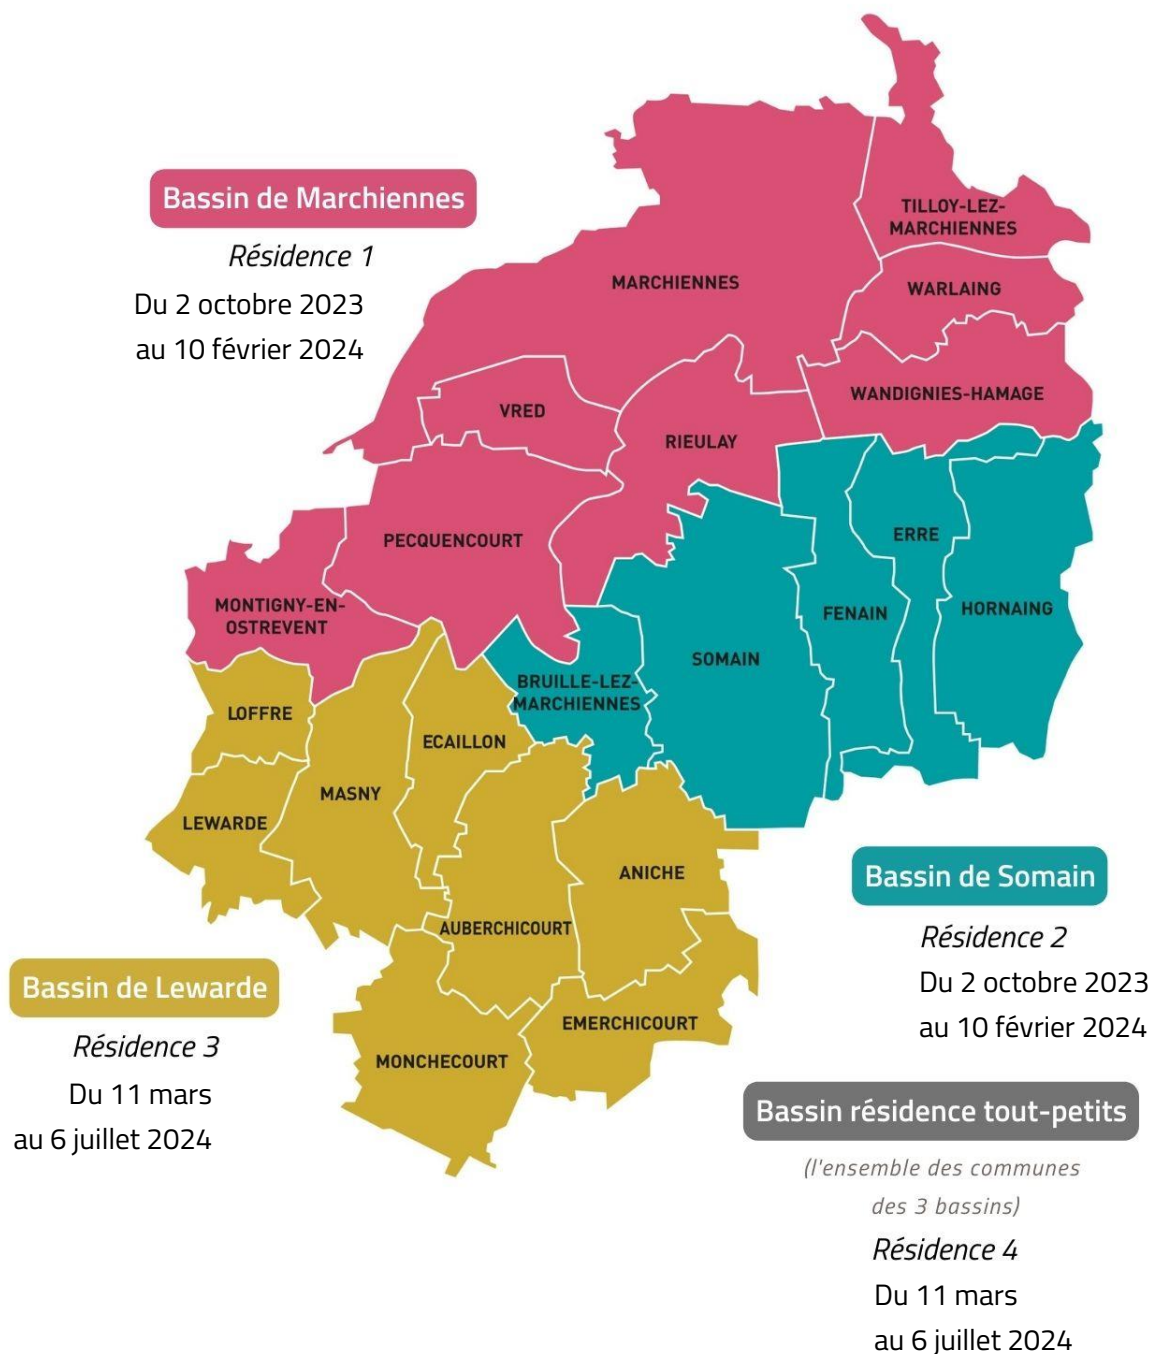 Bassin de Marchiennes
Résidence 1
Du 2 octobre 2023
au 10 février 2024
TILLOY-LEZ-
MARCHIENNES
MARCHIENNES
WARLAING
WANDIGNIES-HAMAGE
VRED
RIEULAY
PECQUENCOURT
ERRE
MONTIGNY-EN-
OSTREVENT
FENAIN
HORNAING
SOMAIN
BRUILLE-LEZ-
MARCHIENNES
LOFFRE
ECAILLON
MASNY
LEWARDE
ANICHE
AUBERCHICOURT
EMERCHICOURT
MONCHECOURT
Bassin de Somain
Résidence 2
Du 2 octobre 2023
au 10 février 2024
Bassin de Lewarde
Résidence 3
Du 11 mars
au 6 juillet 2024
Bassin résidence tout-petits
(l'ensemble des communes
des 3 bassins)
Résidence 4
Du 11 mars
au 6 juillet 2024